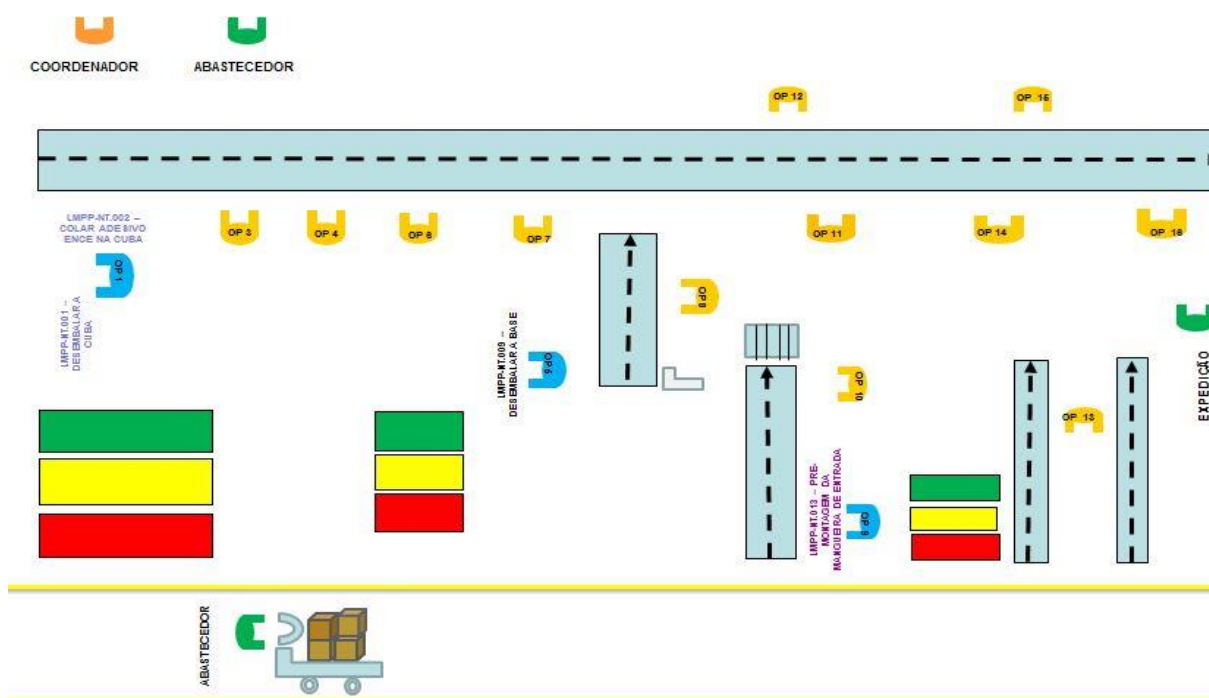 COORDENADOR
ABASTECEDOR
OP 12
OP 15
LMPP-NT.002 –
COLAR ADESIVO
ENCE NA CUBA
OP 3
OP 4
OP 6
OP 7
OP 11
OP 14
OP 16
OP 1
LMPP-NT.001 –
DESEMBALAR A
CUBA
OP 8
LMPP-NT.009 –
DESEMBALAR A BASE
OP 5
OP 10
EXPEDIÇÃO
OP 13
LMPP-NT.013 – PRE-
MONTAGEM DA
MANGUEIRA DE ENTRADA
OP 9
ABASTECEDOR